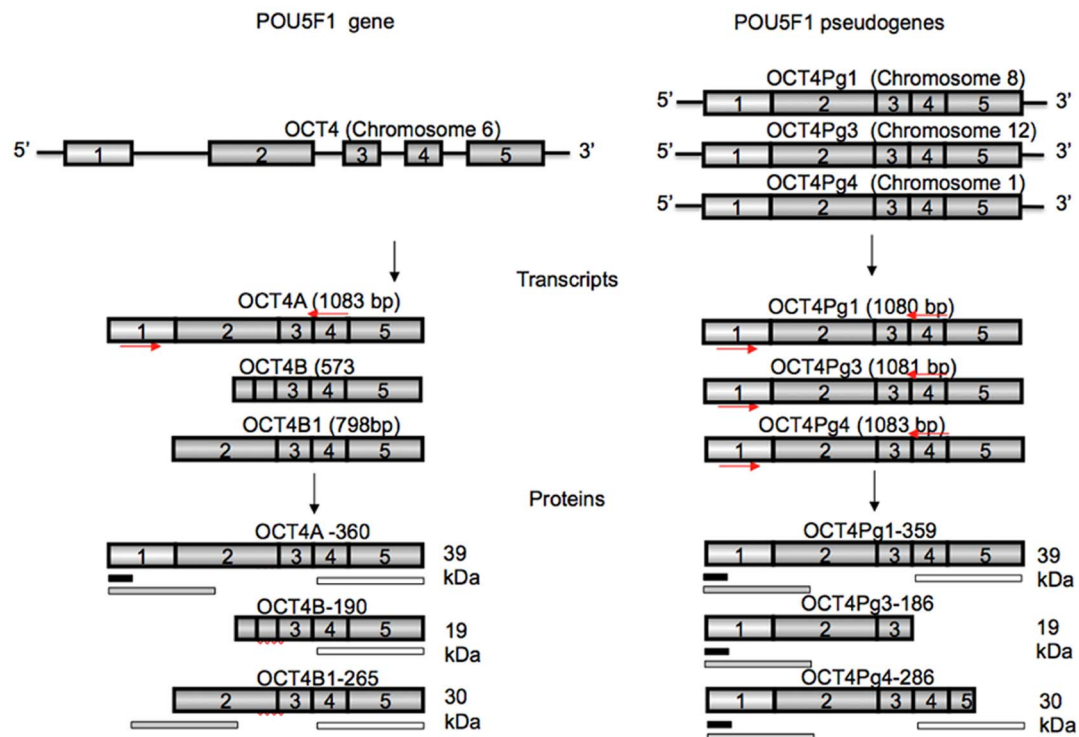 POU5F1 gene
POU5F1 pseudogenes
OCT4 (Chromosome 6)
5’ 1 2 3 4 5 3’
OCT4Pg1 (Chromosome 8)
5’ 1 2 3 4 5 3’
OCT4Pg3 (Chromosome 12)
5’ 1 2 3 4 5 3’
OCT4Pg4 (Chromosome 1)
5’ 1 2 3 4 5 3’
Transcripts
OCT4A (1083 bp)
1 2 3 4 5
OCT4B (573
3 4 5
OCT4B1 (798bp)
2 3 4 5
OCT4Pg1 (1080 bp)
1 2 3 4 5
OCT4Pg3 (1081 bp)
1 2 3 4 5
OCT4Pg4 (1083 bp)
1 2 3 4 5
Proteins
OCT4A -360
1 2 3 4 5
39
kDa
OCT4B-190
3 4 5
19
kDa
OCT4B1-265
2 3 4 5
30
kDa
OCT4Pg1-359
1 2 3 4 5
39
kDa
OCT4Pg3-186
1 2 3
19
kDa
OCT4Pg4-286
1 2 3 4 5
30
kDa